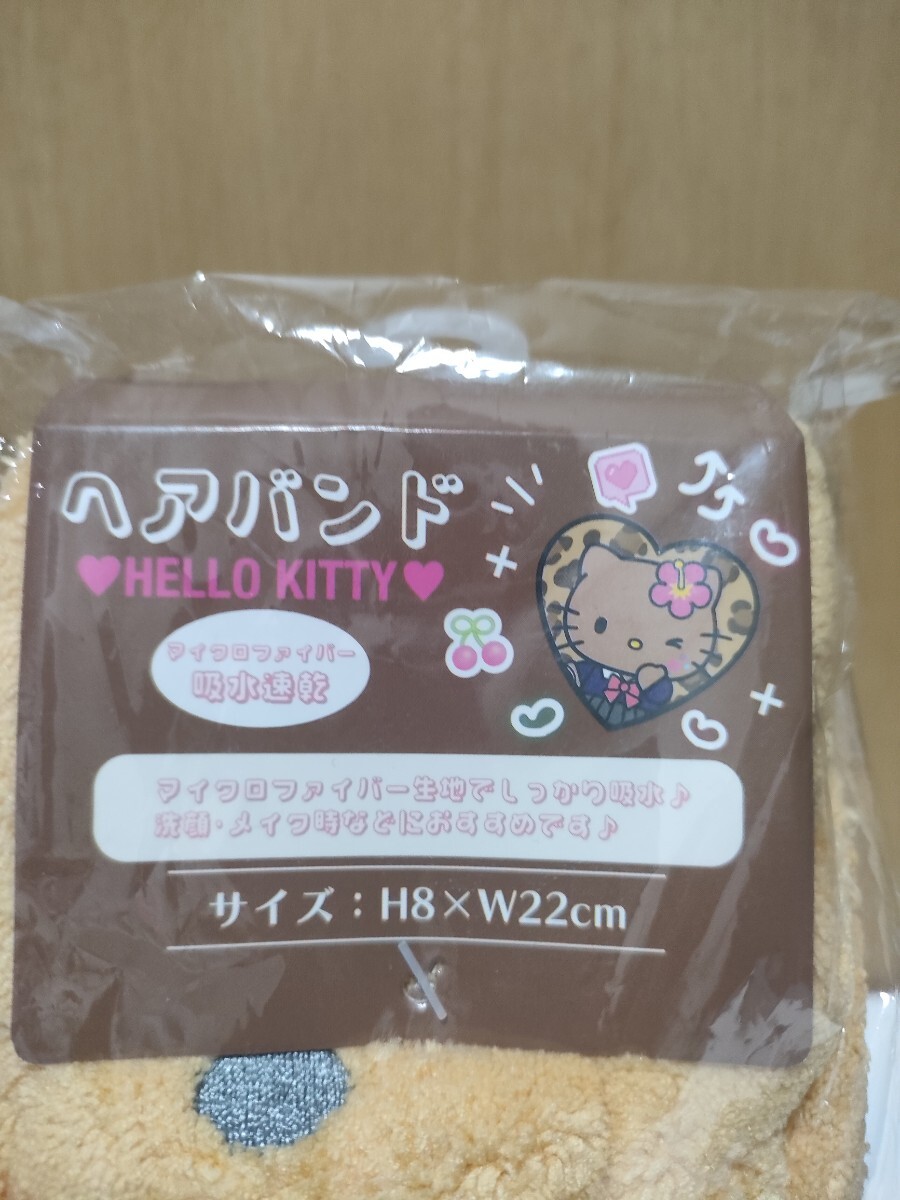 ヘアバンド
♥HELLO KITTY♥
マイクロファイバー
吸水速乾
マイクロファイバー生地でしっかり吸水♪
洗顔・メイク時などにおすすめです♪
サイズ：H8×W22cm